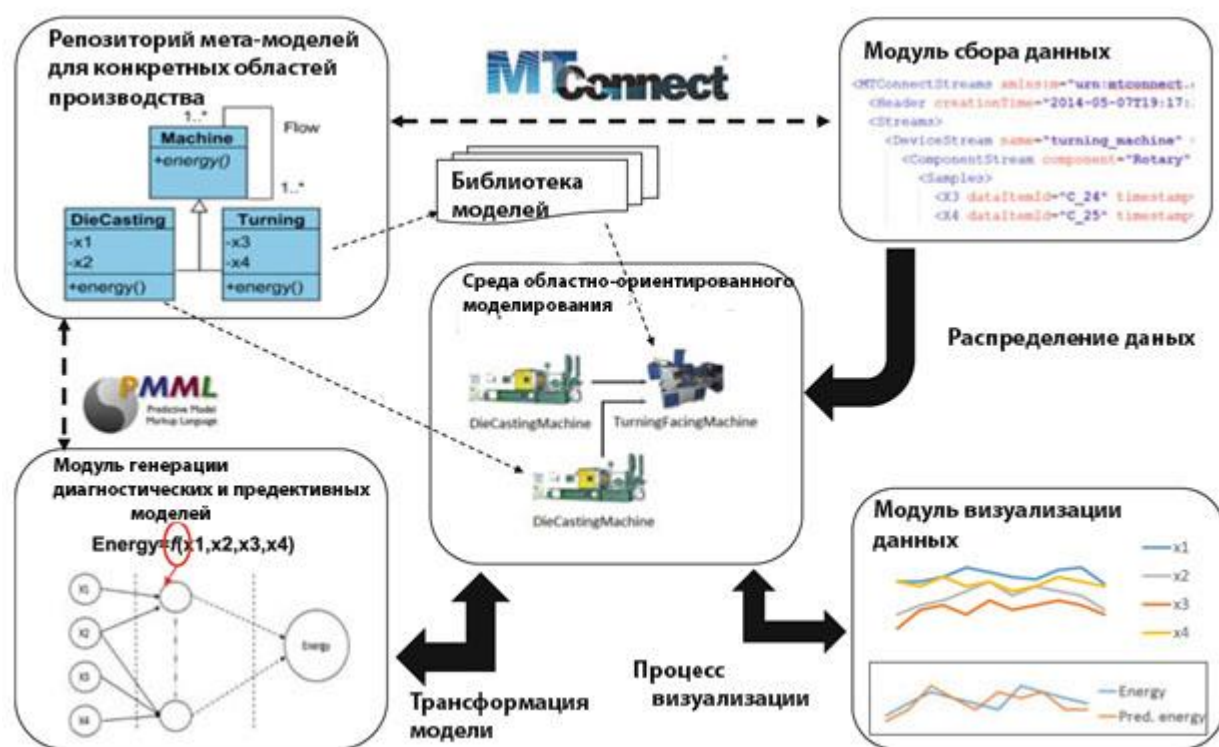 Репозиторий мета-моделей
для конкретных областей
производства
1..*
Flow
Machine
+energy()
1..*
DieCasting
-x1
-x2
+energy()
Turning
-x3
-x4
+energy()
MTConnect®
Библиотека
моделей
Модуль сбора данных
<MTConnectStreams xmlns:m="urn:mtconnect.
<Header creationTime="2014-05-07T19:17:
<Streams>
<DeviceStream name="turning_machine"
<ComponentStream component="Rotary"
<Samples>
<X3 dataItemId="C_24" timestamp
<X4 dataItemId="C_25" timestamp
Среда областно-ориентированного
моделирования
DieCastingMachine
TurningFacingMachine
DieCastingMachine
Распределение даных
PMML
Predictive Model
Markup Language
Модуль генерации
диагностических и предективных
моделей
Energy=f(x1,x2,x3,x4)
X1
X2
X3
X4
Energy
Трансформация
модели
Процесс
визуализации
Модуль визуализации
данных
x1
x2
x3
x4
Energy
Pred. energy